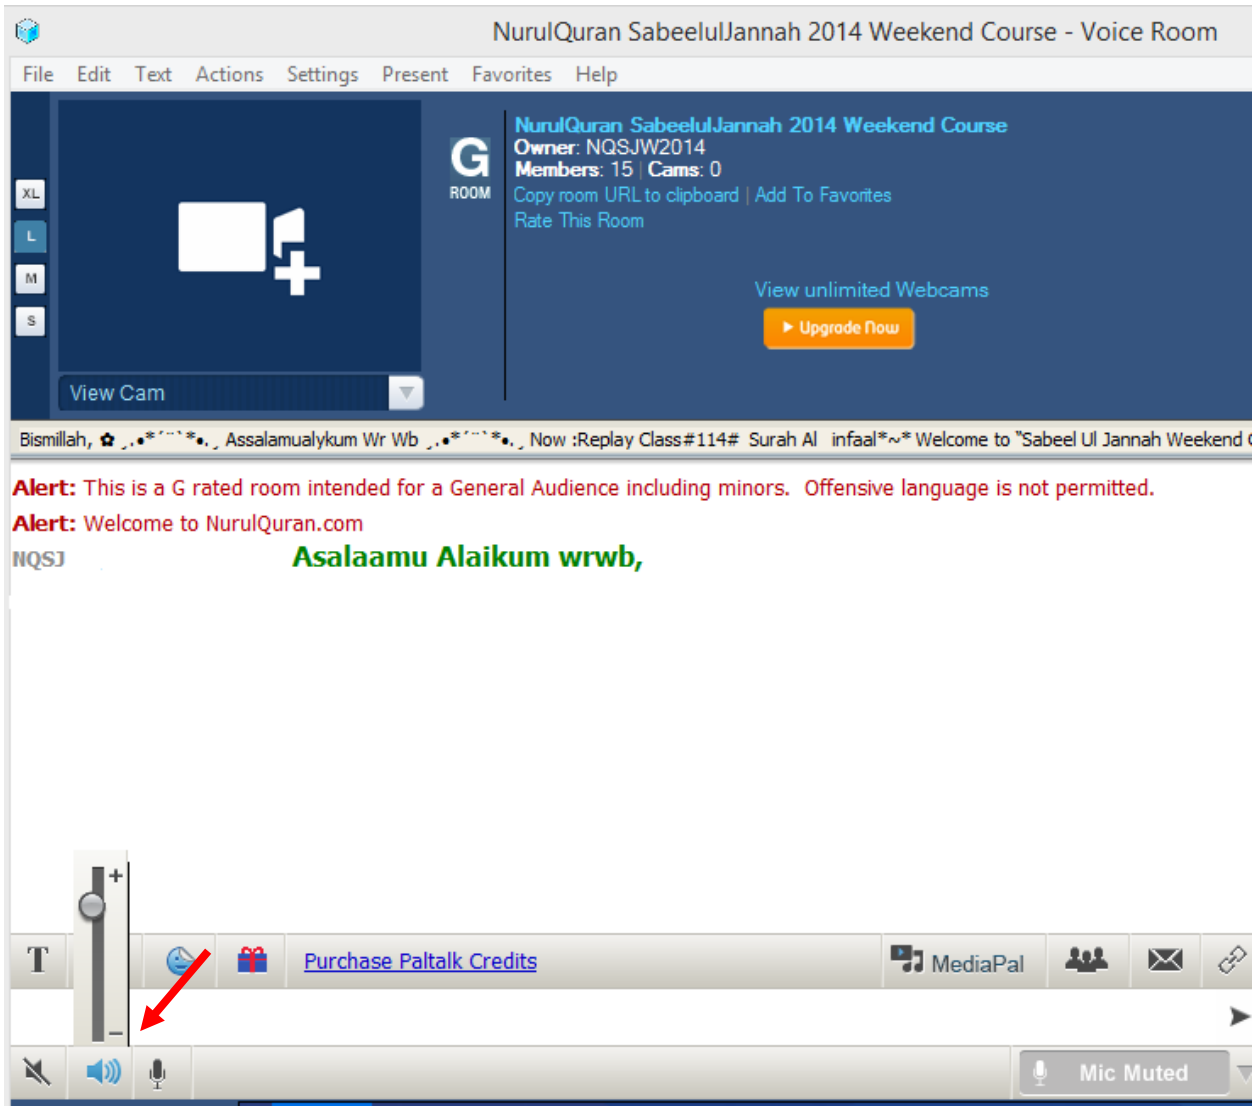 NurulQuran SabeelulJannah 2014 Weekend Course - Voice Room
File Edit Text Actions Settings Present Favorites Help
NurulQuran SabeelulJannah 2014 Weekend Course
Owner: NQSJW2014
G
Members: 15 | Cams: 0
ROOM
XL
Copy room URL to clipboard | Add To Favorites
Rate This Room
L
M
View unlimited Webcams
S
Upgrade Now
View Cam
Bismillah, ✿ ¸.•*´¨`*•.¸ Assalamualykum Wr Wb ¸.•*´¨`*•.¸ Now :Replay Class#114# Surah Al infaal*~* Welcome to "Sabeel Ul Jannah Weekend
Alert: This is a G rated room intended for a General Audience including minors. Offensive language is not permitted.
Alert: Welcome to NurulQuran.com
NQSJ Asalaamu Alaikum wrwb,
+
T Purchase Paltalk Credits MediaPal
−
Mic Muted